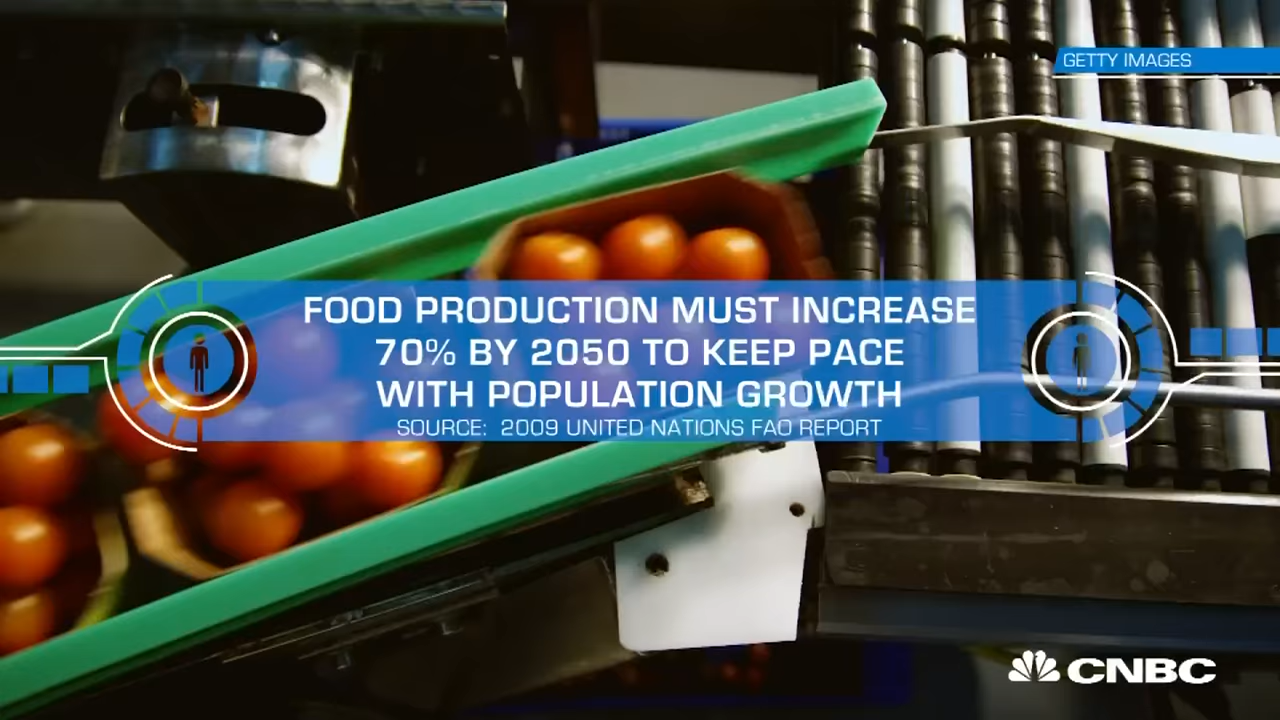 GETTY IMAGES
FOOD PRODUCTION MUST INCREASE
70% BY 2050 TO KEEP PACE
WITH POPULATION GROWTH
SOURCE: 2009 UNITED NATIONS FAO REPORT
CNBC